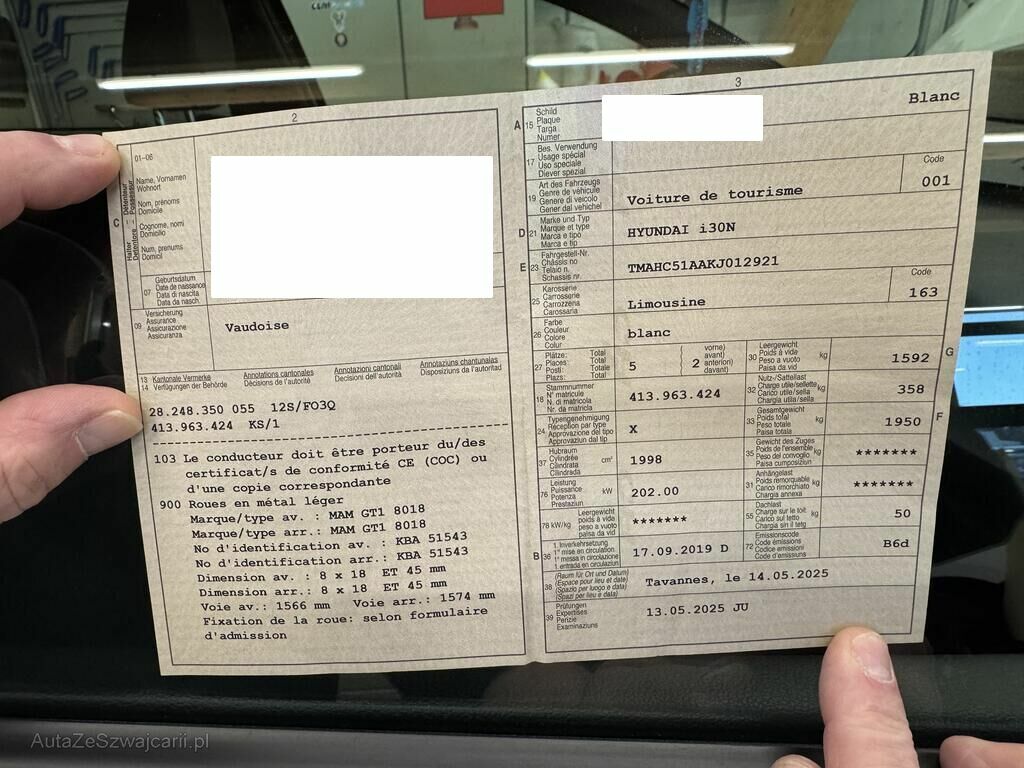 2
01-06
Halter Détenteur
Detentore Possessur
C
Name, Vornamen
Wohnort
Nom, prénoms
Domicile
Cognome, nomi
Domicilio
Num, prenums
Domicil
07
Geburtsdatum
Date de naissance
Data di nascita
Data da nasch.
09
Versicherung
Assurance
Assicurazione
Assicuranza
Vaudoise
13 Kantonale Vermerke
14 Verfügungen der Behörde
Annotations cantonales
Décisions de l'autorité
Annotazioni cantonali
Decisioni dell'autorità
Annotaziuns chantunalas
Disposiziuns da l'autoritad
28.248.350 055 12S/FO3Q
413.963.424 KS/1
103 Le conducteur doit être porteur du/des
certificat/s de conformité CE (COC) ou
d'une copie correspondante
900 Roues en métal léger
Marque/type av. : MAM GT1 8018
Marque/type arr.: MAM GT1 8018
No d'identification av. : KBA 51543
No d'identification arr.: KBA 51543
Dimension av. : 8 x 18 ET 45 mm
Dimension arr.: 8 x 18 ET 45 mm
Voie av.: 1566 mm Voie arr.: 1574 mm
Fixation de la roue: selon formulaire
d'admission
3
A 15
Schild
Plaque
Targa
Numer
Blanc
17
Bes. Verwendung
Usage spécial
Uso speciale
Diever spezial
19
Art des Fahrzeugs
Genre de véhicule
Genere di veicolo
Gener dal vehichel
Voiture de tourisme
Code
001
D 21
Marke und Typ
Marque et type
Marca e tipo
Marca e tip
HYUNDAI i30N
E 23
Fahrgestell-Nr.
Châssis no
Telaio n.
Schassis nr.
TMAHC51AAKJ012921
25
Karosserie
Carrosserie
Carrozzeria
Carossaria
Limousine
Code
163
26
Farbe
Couleur
Colore
Colur
blanc
27
Plätze: Total
Places: Total
Posti: Totale
Plazs: Total
5
2
vorne)
avant)
anteriori)
davant)
30
Leergewicht
Poids à vide
Peso a vuoto
Paisa da vid
kg
1592
G
18
Stammnummer
N° matricule
N. di matricola
Nr. da matricla
413.963.424
32
Nutz-/Sattellast
Charge utile/sellette
Carico utile/sella
Chargia utila/sella
kg
358
24
Typengenehmigung
Réception par type
Approvazione del tipo
Approvaziun dal tip
X
33
Gesamtgewicht
Poids total
Peso totale
Paisa totala
kg
1950
F
37
Hubraum
Cylindrée
Cilindrata
Cilindrada
cm³
1998
35
Gewicht des Zuges
Poids de l'ensemble
Peso del convoglio
Paisa cumposiziun
kg
*******
76
Leistung
Puissance
Potenza
Prestaziun
kW
202.00
31
Anhängelast
Poids remorquable
Carico rimorchiato
Chargia annexa
kg
*******
78 kW/kg
Leergewicht
poids à vide
peso a vuoto
paisa da vid
*******
55
Dachlast
Charge sur le toit
Carico sul tetto
Chargia sin il tetg
kg
50
B 36
1. Inverkehrsetzung
1re mise en circulation
1a messa in circolazione
1. entrada en circulaziun
17.09.2019 D
72
Emissionscode
Code émissions
Codice emissioni
Code d'emissiuns
B6d
38
(Raum für Ort und Datum)
(Espace pour lieu et date)
(Spazio per luogo e data)
(Spazi per lieu e data)
Tavannes, le 14.05.2025
39
Prüfungen
Expertises
Perizie
Examinaziuns
13.05.2025 JU
AutaZeSzwajcarii.pl